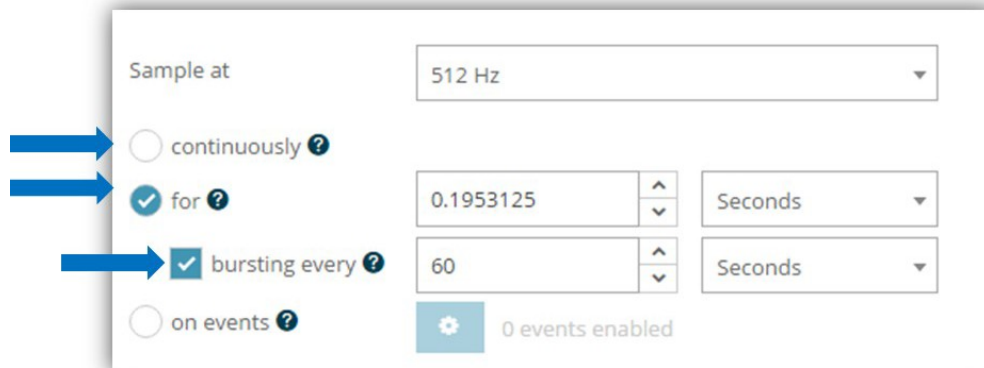 Sample at 512 Hz
continuously ?
for ? 0.1953125 Seconds
bursting every ? 60 Seconds
on events ? 0 events enabled